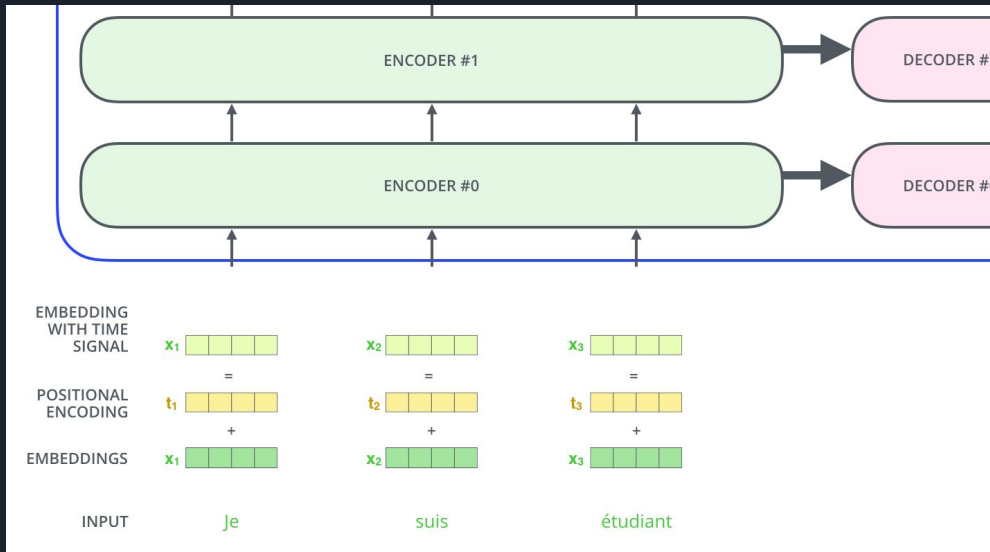 ENCODER #1
DECODER #
ENCODER #0
DECODER #
EMBEDDING
WITH TIME
SIGNAL
x₁
x₂
x₃
=
=
=
POSITIONAL
ENCODING
t₁
t₂
t₃
+
+
+
EMBEDDINGS
x₁
x₂
x₃
INPUT
Je
suis
étudiant